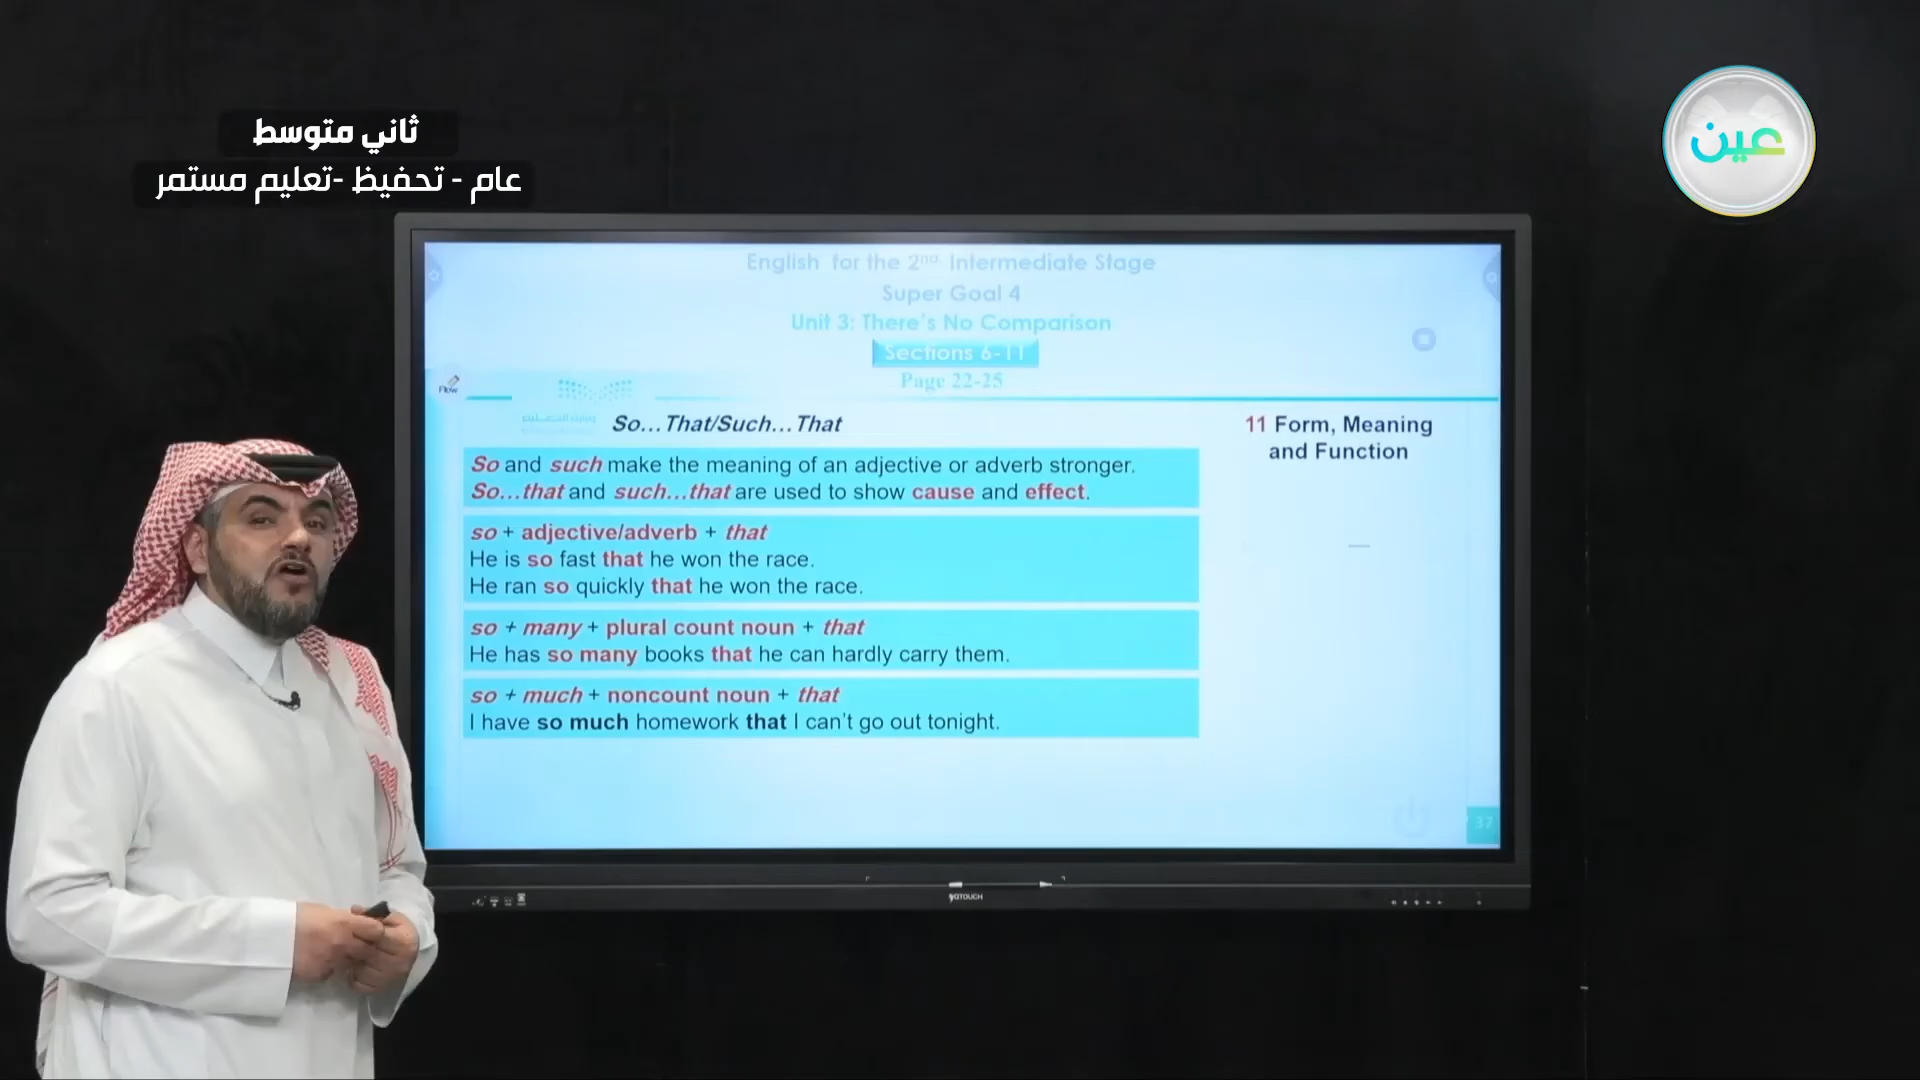 ثاني متوسط
عام - تحفيظ -تعليم مستمر
عين
English for the 2nd. Intermediate Stage
Super Goal 4
Unit 3: There's No Comparison
Sections 6-11
Page 22-25
Flow
So…That/Such…That
11 Form, Meaning
and Function
So and such make the meaning of an adjective or adverb stronger.
So…that and such…that are used to show cause and effect.
so + adjective/adverb + that
He is so fast that he won the race.
He ran so quickly that he won the race.
so + many + plural count noun + that
He has so many books that he can hardly carry them.
so + much + noncount noun + that
I have so much homework that I can't go out tonight.
37